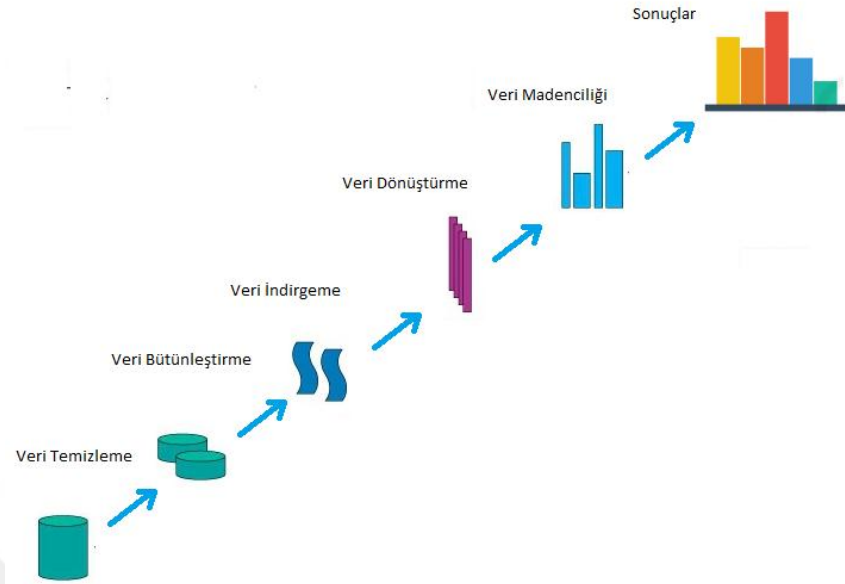 Sonuçlar
Veri Madenciliği
Veri Dönüştürme
Veri İndirgeme
Veri Bütünleştirme
Veri Temizleme